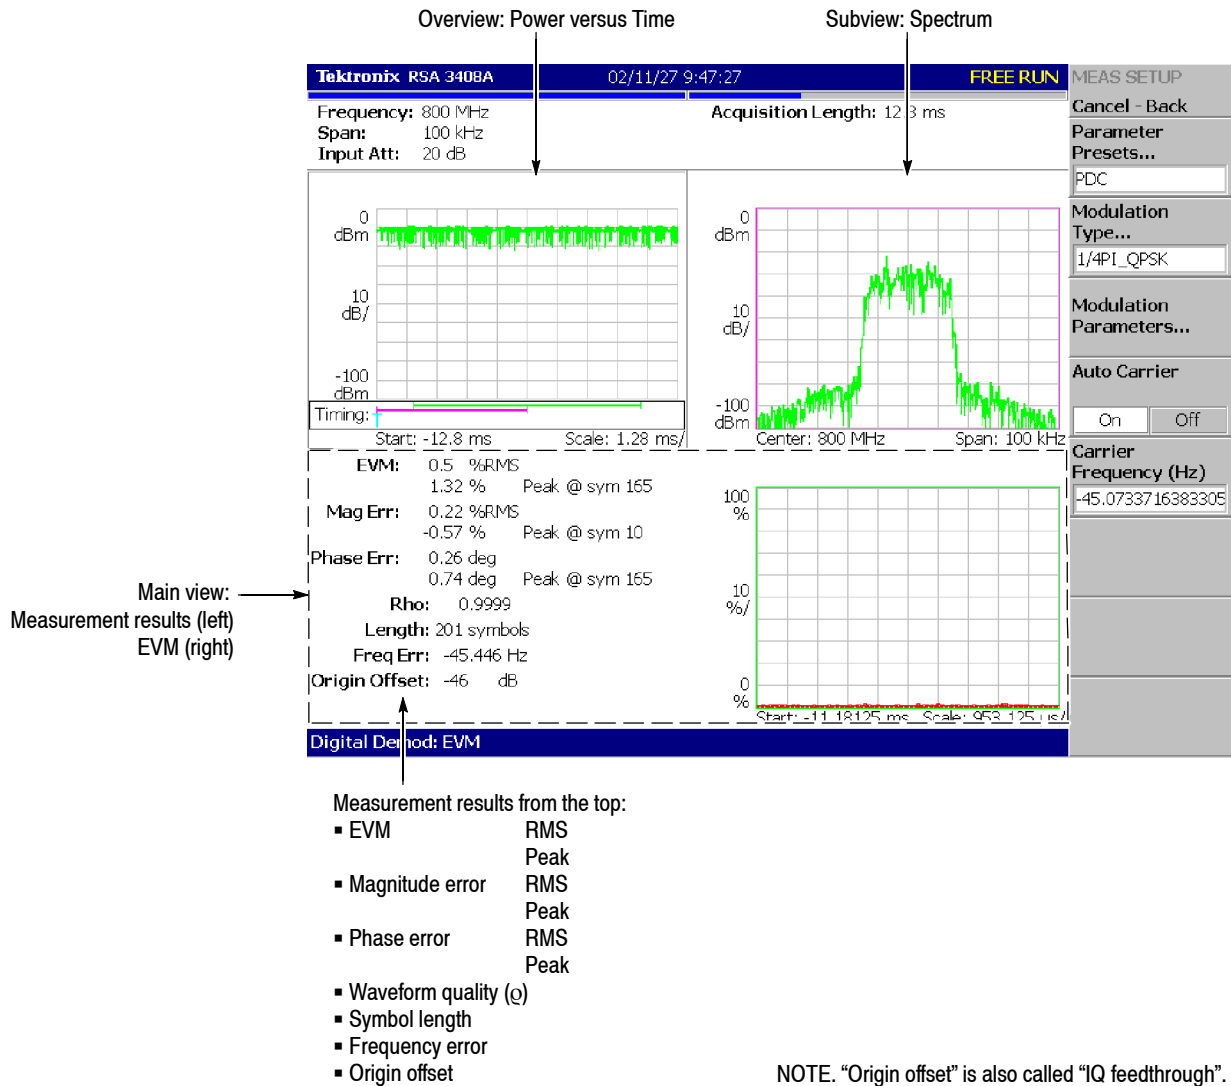 Overview: Power versus Time
Subview: Spectrum
Tektronix RSA 3408A 02/11/27 9:47:27 FREE RUN
Frequency: 800 MHz
Span: 100 kHz
Input Att: 20 dB
Acquisition Length: 12.8 ms
0
dBm
10
dB/
-100
dBm
Timing:
Start: -12.8 ms Scale: 1.28 ms/
0
dBm
10
dB/
-100
dBm
Center: 800 MHz Span: 100 kHz
MEAS SETUP
Cancel - Back
Parameter
Presets...
PDC
Modulation
Type...
1/4PI_QPSK
Modulation
Parameters...
Auto Carrier
On Off
Carrier
Frequency (Hz)
-45.0733716383305
EVM: 0.5 %RMS
1.32 % Peak @ sym 165
Mag Err: 0.22 %RMS
-0.57 % Peak @ sym 10
Phase Err: 0.26 deg
0.74 deg Peak @ sym 165
Rho: 0.9999
Length: 201 symbols
Freq Err: -45.446 Hz
Origin Offset: -46 dB
100
%
10
%/
0
%
Start: -11.18125 ms Scale: 953.125 µs/
Digital Demod: EVM
Main view:
Measurement results (left)
EVM (right)
Measurement results from the top:
▪ EVM RMS
Peak
▪ Magnitude error RMS
Peak
▪ Phase error RMS
Peak
▪ Waveform quality (ϱ)
▪ Symbol length
▪ Frequency error
▪ Origin offset
NOTE. “Origin offset” is also called “IQ feedthrough”.